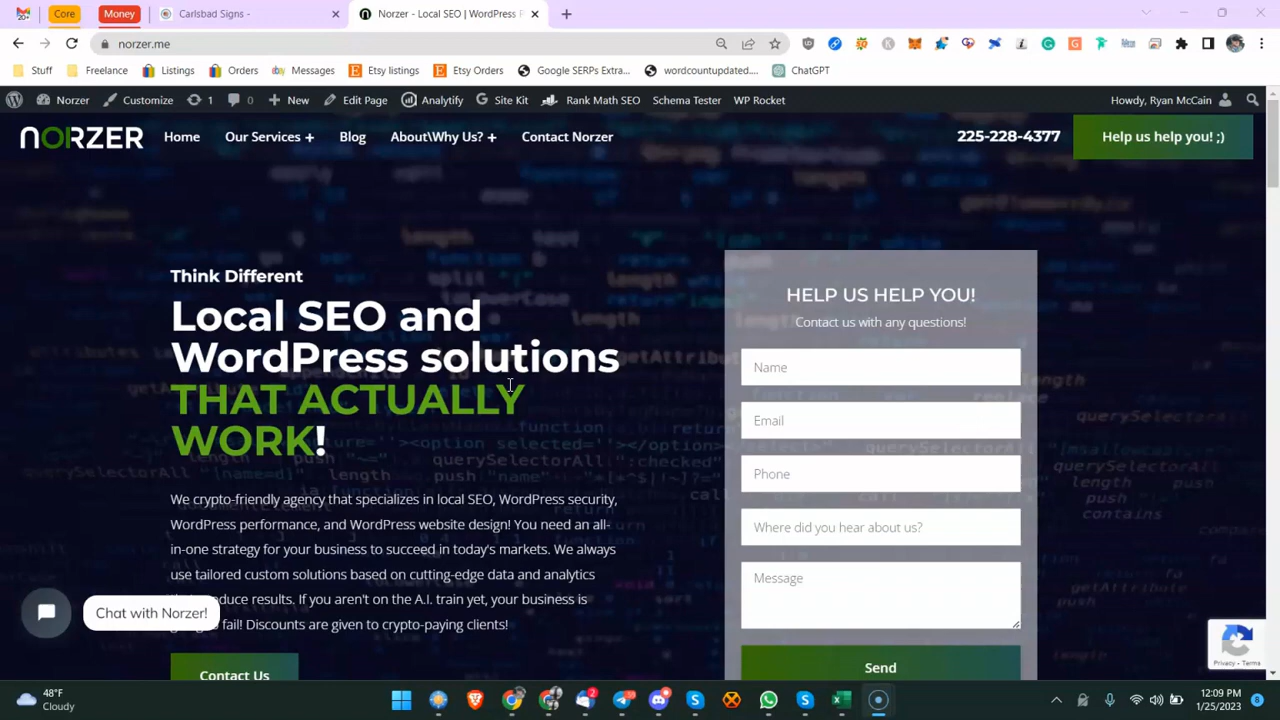 Core
Money
Carlsbad Signs -
Norzer - Local SEO | WordPress
norzer.me
Stuff
Freelance
Listings
Orders
Messages
Etsy listings
Etsy Orders
Google SERPs Extra...
wordcountupdated....
ChatGPT
Norzer
Customize
1
0
New
Edit Page
Analytify
Site Kit
Rank Math SEO
Schema Tester
WP Rocket
Howdy, Ryan McCain
NORZER
Home
Our Services +
Blog
About\Why Us? +
Contact Norzer
225-228-4377
Help us help you! ;)
Think Different
Local SEO and
WordPress solutions
THAT ACTUALLY
WORK!
We crypto-friendly agency that specializes in local SEO, WordPress security,
WordPress performance, and WordPress website design! You need an all-
in-one strategy for your business to succeed in today's markets. We always
use tailored custom solutions based on cutting-edge data and analytics
produce results. If you aren't on the A.I. train yet, your business is
fail! Discounts are given to crypto-paying clients!
Contact Us
HELP US HELP YOU!
Contact us with any questions!
Name
Email
Phone
Where did you hear about us?
Message
Send
Chat with Norzer!
Privacy - Terms
48°F
Cloudy
12:09 PM
1/25/2023